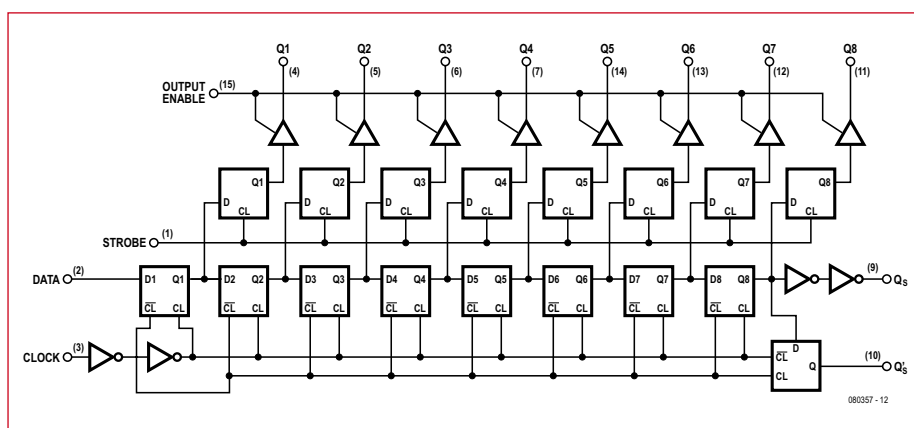 Q1 Q2 Q3 Q4 Q5 Q6 Q7 Q8
(4) (5) (6) (7) (14) (13) (12) (11)
OUTPUT (15)
ENABLE
Q1 Q2 Q3 Q4 Q5 Q6 Q7 Q8
D D D D D D D D
CL CL CL CL CL CL CL CL
STROBE (1)
DATA (2) D1 Q1 D2 Q2 D3 Q3 D4 Q4 D5 Q5 D6 Q6 D7 Q7 D8 Q8 (9) QS
C̅L̅ CL C̅L̅ CL C̅L̅ CL C̅L̅ CL C̅L̅ CL C̅L̅ CL C̅L̅ CL C̅L̅ CL
CLOCK (3) C̅L̅ D
CL Q (10) Q'S
080357 - 12